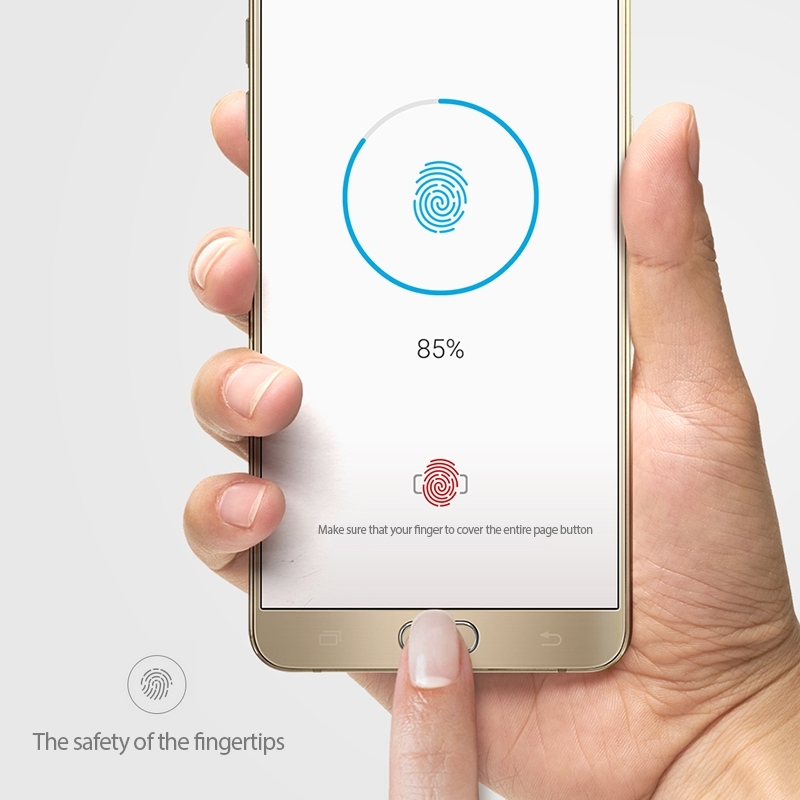 85%
Make sure that your finger to cover the entire page button
The safety of the fingertips